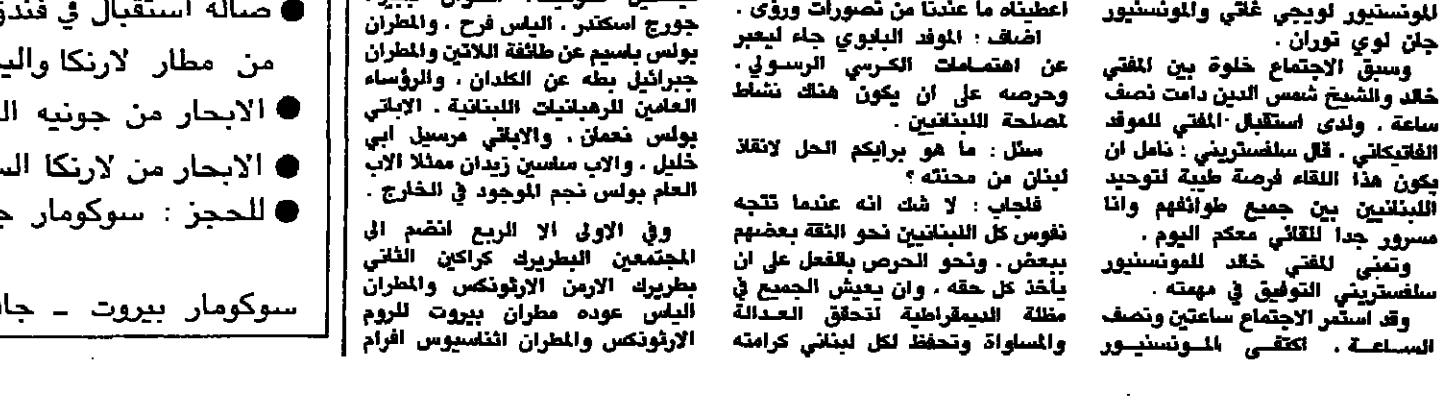 المونسنيور لويجي غاتي والمونسنيور
جان لوي توران .
وسبق الاجتماع خلوة بين المفتي
خالد والشيخ شمس الدين دامت نصف
ساعة . ولدى استقبال المفتي للموفد
الفاتيكاني . قال سلفستريني : نامل ان
يكون هذا اللقاء فرصة طيبة لتوحيد
اللبنانيين بين جميع طوائفهم وانا
مسرور جدا للقائي معكم اليوم .
وتمنى المفتي خالد للمونسنيور
سلفستريني التوفيق في مهمته .
وقد استمر الاجتماع ساعتين ونصف
الساعة . اكتفى المونسنيور
اعطيناه ما عندنا من تصورات ورؤى .
اضاف : الموفد البابوي جاء ليعبر
عن اهتمامات الكرسي الرسولي .
وحرصه على ان يكون هناك نشاط
لمصلحة اللبنانيين .
سئل : ما هو برايكم الحل لانقاذ
لبنان من محنته ؟
فاجاب : لا شك انه عندما تتجه
نفوس كل اللبنانيين نحو الثقة بعضهم
ببعض . ونحو الحرص بالفعل على ان
ياخذ كل حقه . وان يعيش الجميع في
مظلة الديمقراطية لتحقق العدالة
والمساواة وتحفظ لكل لبناني كرامته
جورج اسكندر . الياس فرح . والمطران
بولس باسيم عن طائفة اللاتين والمطران
جبرائيل بطه عن الكلدان . والرؤساء
العامين للرهبانيات اللبنانية . الاباتي
بولس نعمان . والاباتي مرسيل ابي
خليل . والاب ساسين زيدان ممثلا الاب
العام بولس نجم الموجود في الخارج .
وفي الاولى الا الربع انضم الى
المجتمعين البطريرك كراكين الثاني
بطريرك الارمن الارثوذكس والمطران
الياس عوده مطران بيروت للروم
الارثوذكس والمطران اثناسيوس افرام
● صالة استقبال في فندق
من مطار لارنكا والي
● الابحار من جونيه ال
● الابحار من لارنكا الس
● للحجز : سوكومار ج
سوكومار بيروت - جا